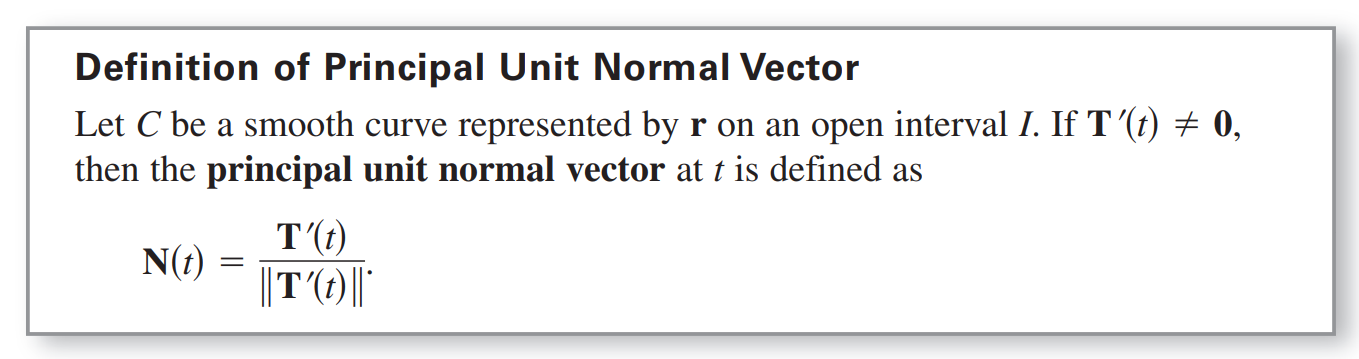 Definition of Principal Unit Normal Vector
Let C be a smooth curve represented by r on an open interval I. If T′(t) ≠ 0,
then the principal unit normal vector at t is defined as
N(t) = T′(t) / ‖T′(t)‖.